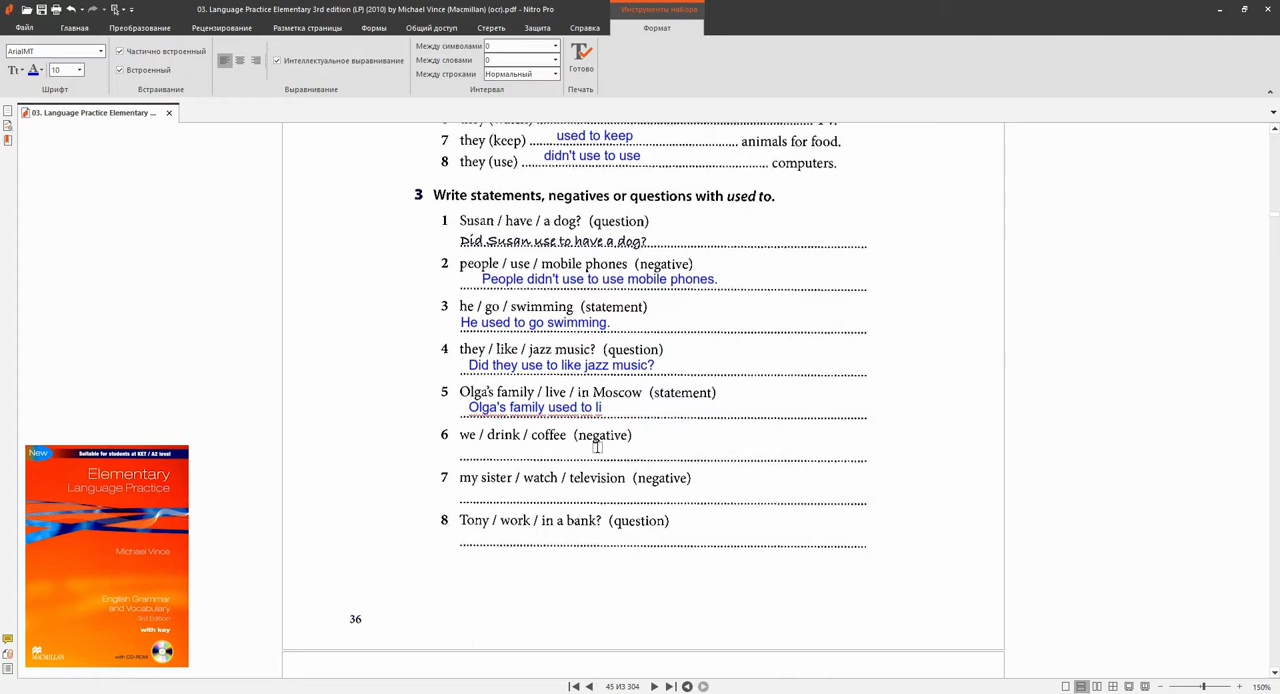 03. Language Practice Elementary 3rd edition (LP) (2010) by Michael Vince (Macmillan) (ocr).pdf - Nitro Pro
Инструменты набора
Файл Главная Преобразование Рецензирование Разметка страницы Формы Общий доступ Стереть Защита Справка Формат
ArialMT
Tт A 10
Шрифт
Частично встроенный
Встроенный
Встраивание
Интеллектуальное выравнивание
Выравнивание
Между символами 0
Между словами 0
Между строками Нормальный
Интервал
Готово
Печать
03. Language Practice Elementary ...
7 they (keep) used to keep animals for food.
8 they (use) didn't use to use computers.
3 Write statements, negatives or questions with used to.
1 Susan / have / a dog? (question)
Did Susan use to have a dog?
2 people / use / mobile phones (negative)
People didn't use to use mobile phones.
3 he / go / swimming (statement)
He used to go swimming.
4 they / like / jazz music? (question)
Did they use to like jazz music?
5 Olga's family / live / in Moscow (statement)
Olga's family used to li
6 we / drink / coffee (negative)
7 my sister / watch / television (negative)
8 Tony / work / in a bank? (question)
36
New
Suitable for students at KET / A2 level
Elementary
Language Practice
Michael Vince
English Grammar
and Vocabulary
3rd Edition
with key
MACMILLAN
with CD-ROM
45 ИЗ 304
150%